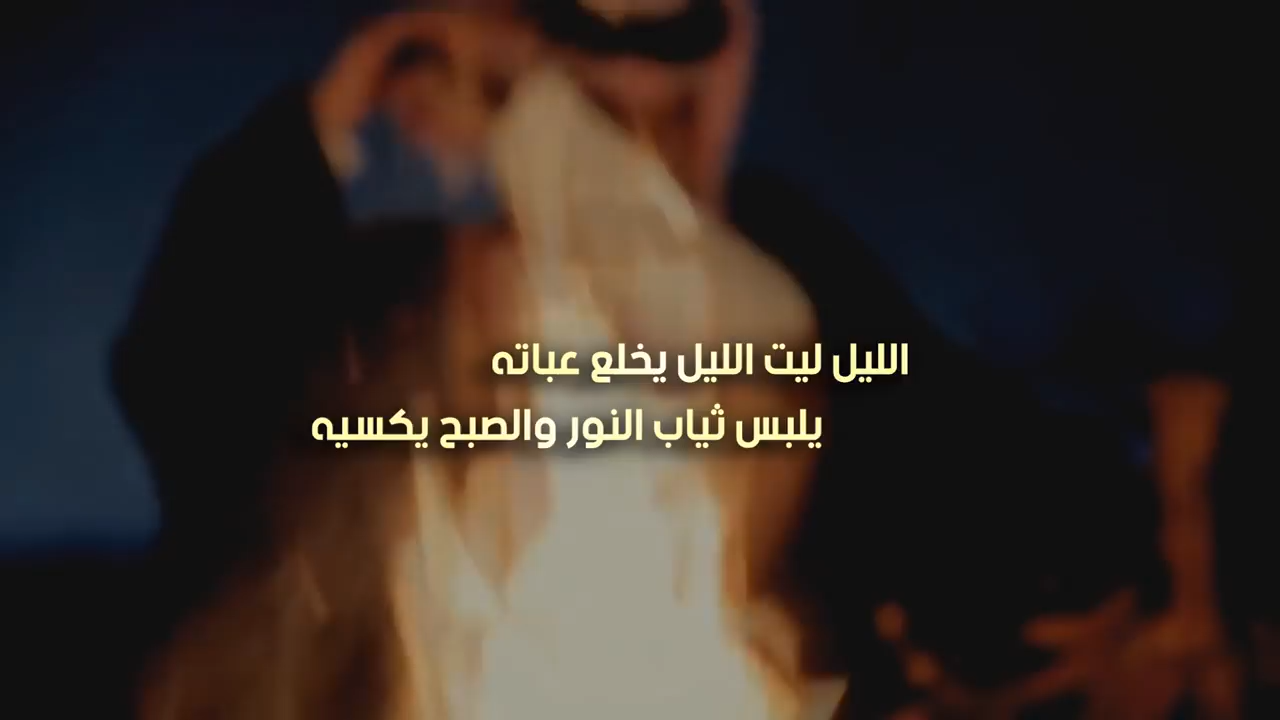 الليل ليت الليل يخلع عباته
يلبس ثياب النور والصبح يكسيه